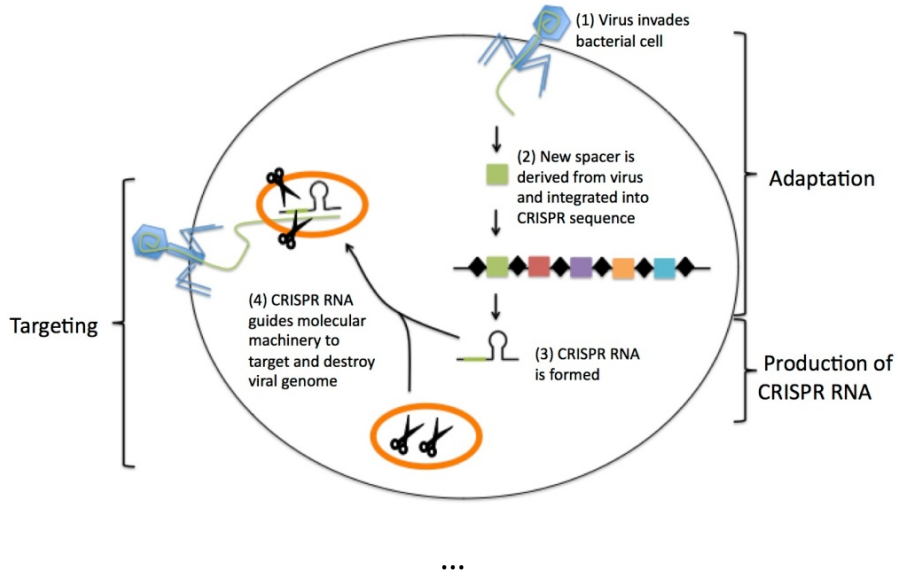 (1) Virus invades
bacterial cell
(2) New spacer is
derived from virus
and integrated into
CRISPR sequence
Adaptation
(3) CRISPR RNA
is formed
Production of
CRISPR RNA
(4) CRISPR RNA
guides molecular
machinery to
target and destroy
viral genome
Targeting
...